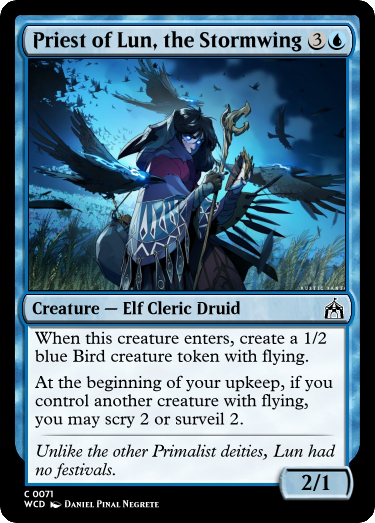 Priest of Lun, the Stormwing 3
Creature — Elf Cleric Druid
When this creature enters, create a 1/2
blue Bird creature token with flying.
At the beginning of your upkeep, if you
control another creature with flying,
you may scry 2 or surveil 2.
Unlike the other Primalist deities, Lun had
no festivals.
2/1
C 0071
WCD Daniel Pinal Negrete